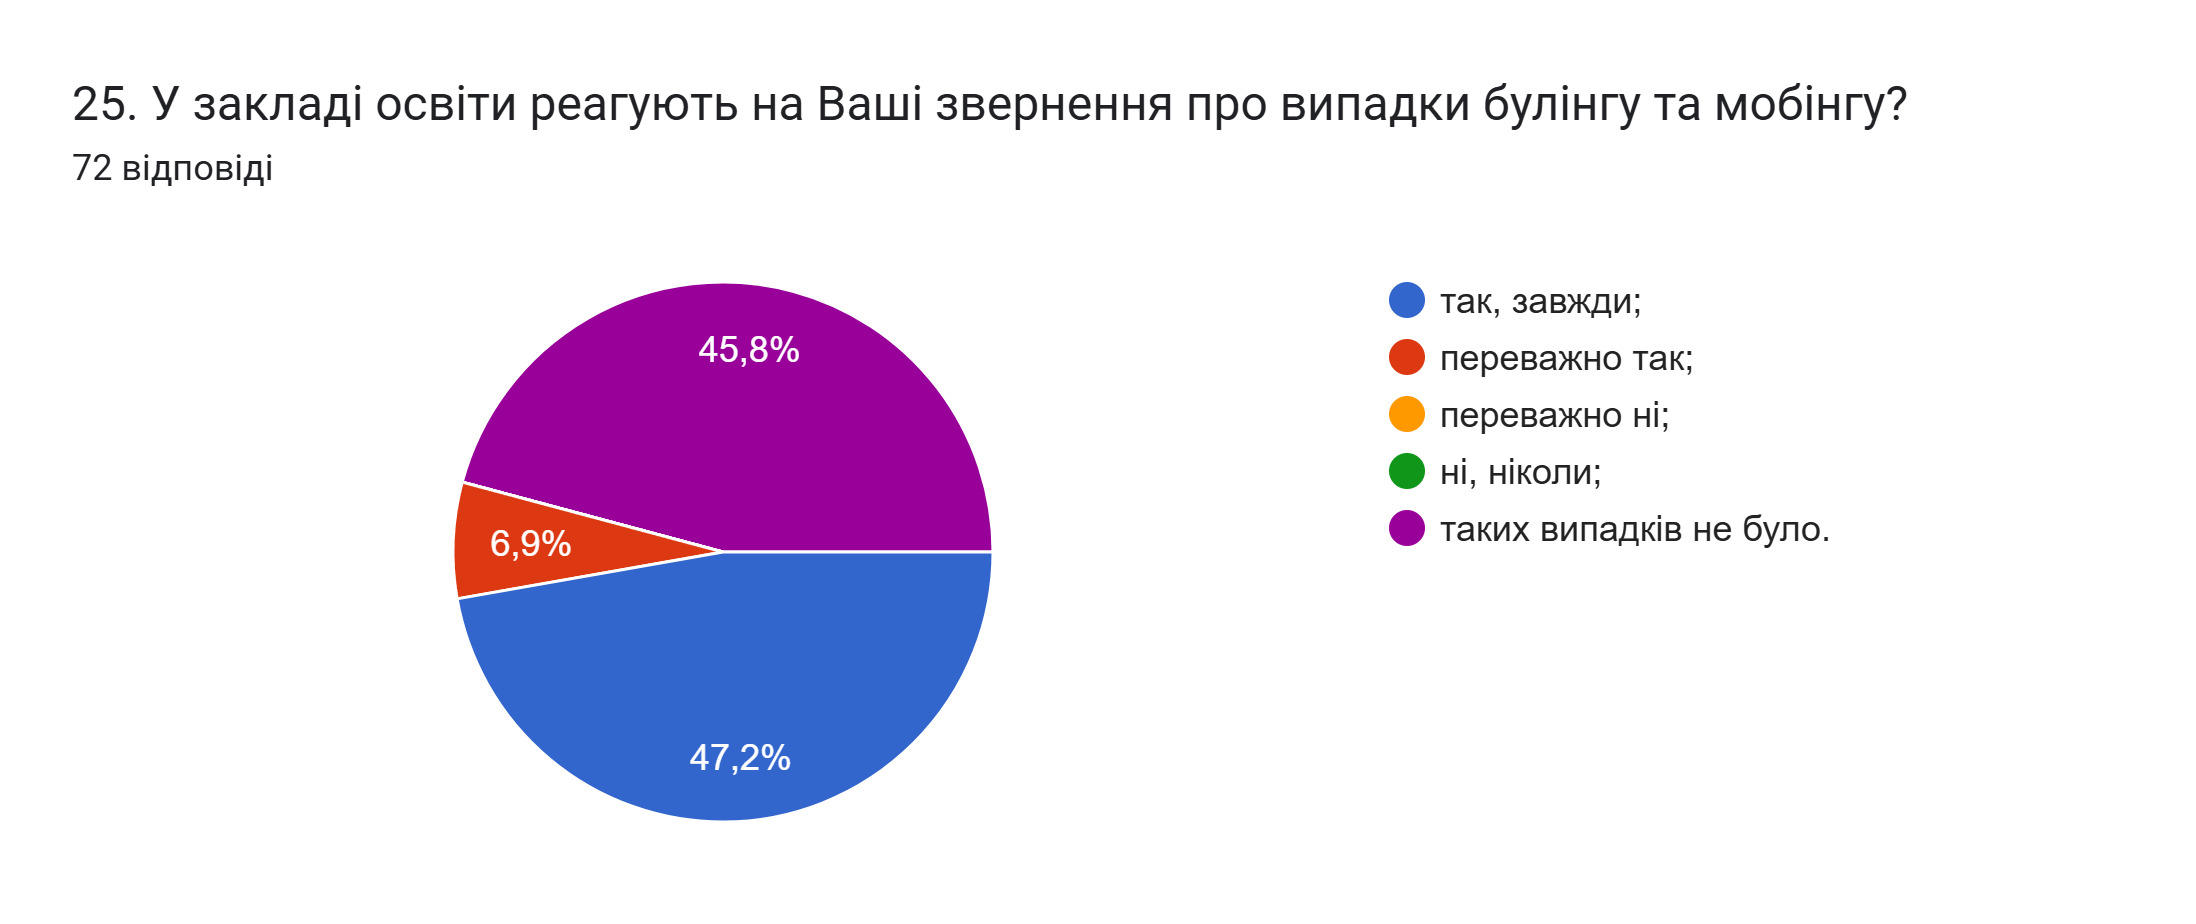 25. У закладі освіти реагують на Ваші звернення про випадки булінгу та мобінгу?
72 відповіді
45,8%
6,9%
47,2%
так, завжди;
переважно так;
переважно ні;
ні, ніколи;
таких випадків не було.